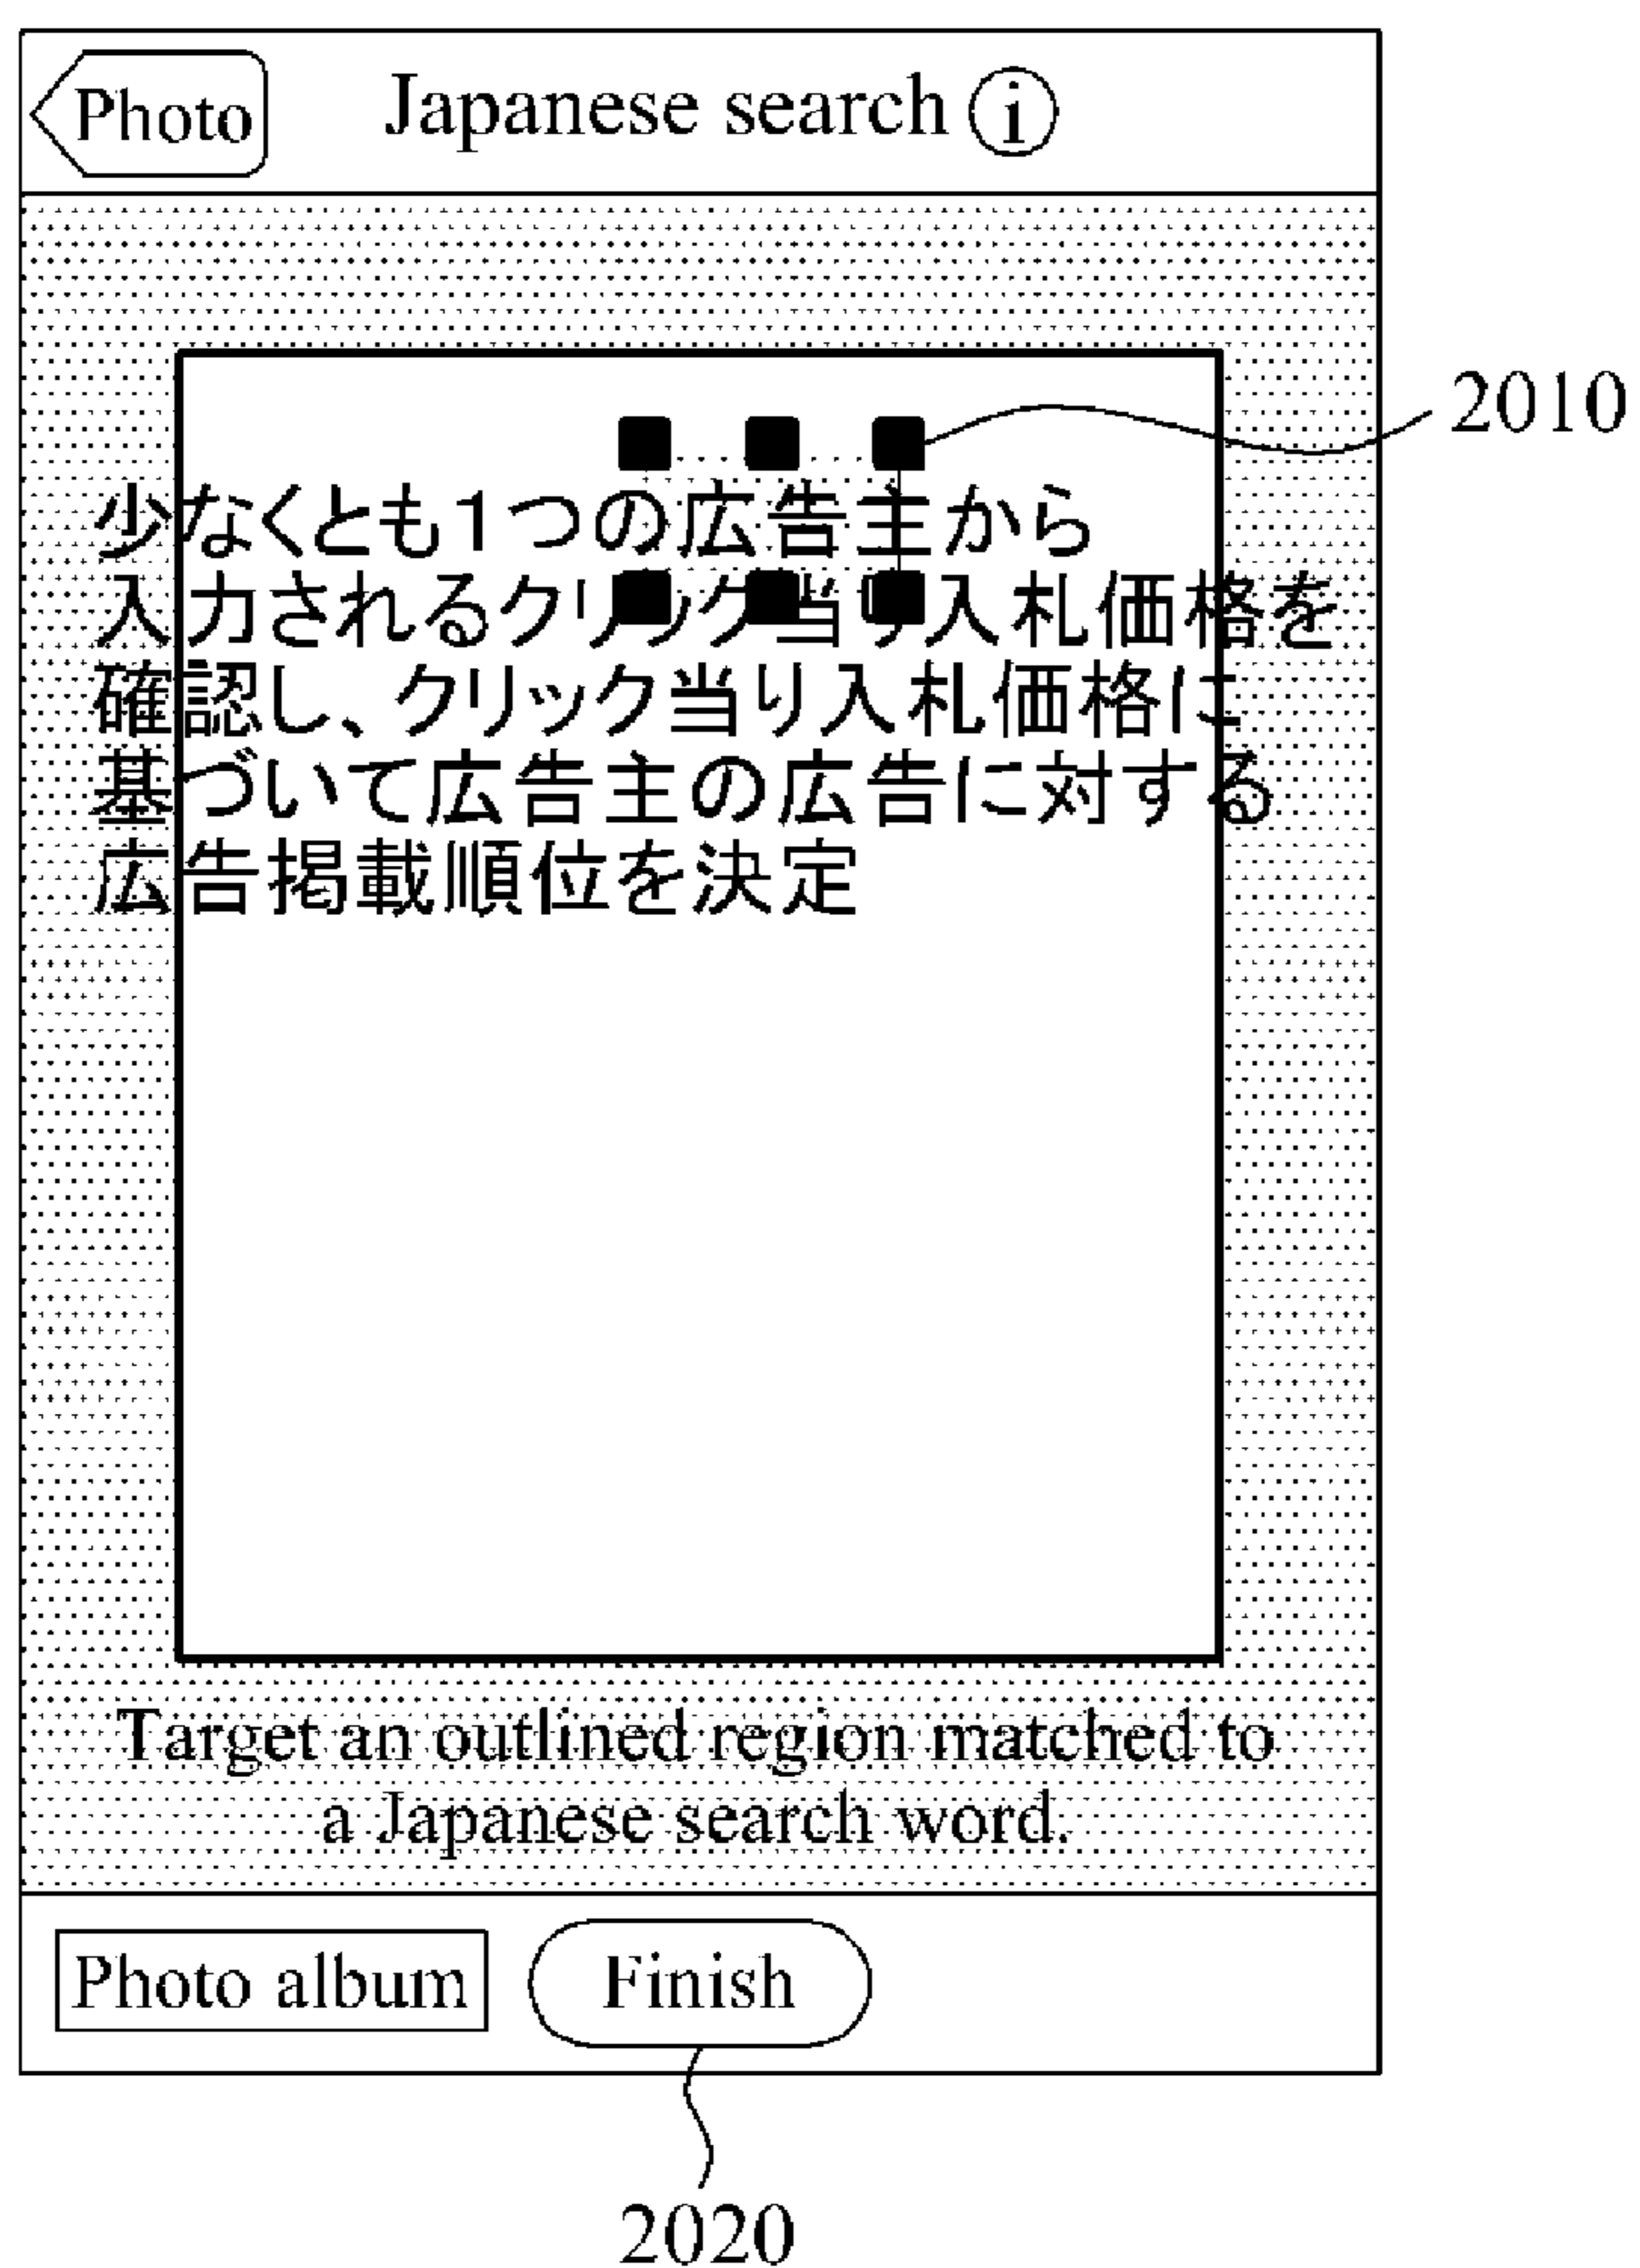 Photo
Japanese search i
2010
少なくとも1つの広告主から
入力されるクリック当り入札価格を
確認し、クリック当り入札価格に
基づいて広告主の広告に対する
広告掲載順位を決定
Target an outlined region matched to
a Japanese search word.
Photo album
Finish
2020